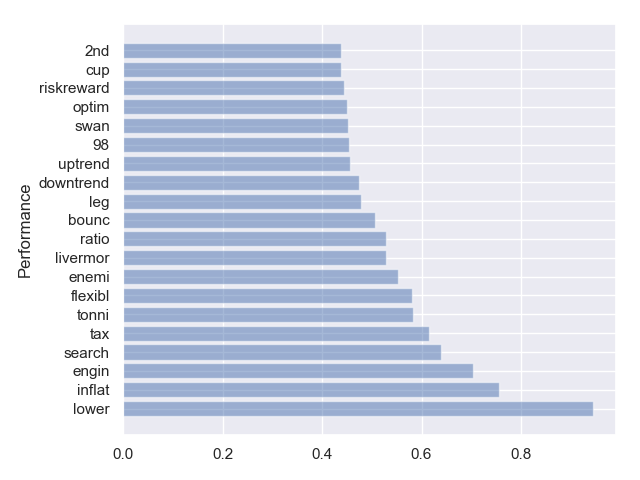 2nd
cup
riskreward
optim
swan
98
uptrend
downtrend
leg
bounc
ratio
livermor
enemi
flexibl
tonni
tax
search
engin
inflat
lower
Performance
0.0 0.2 0.4 0.6 0.8